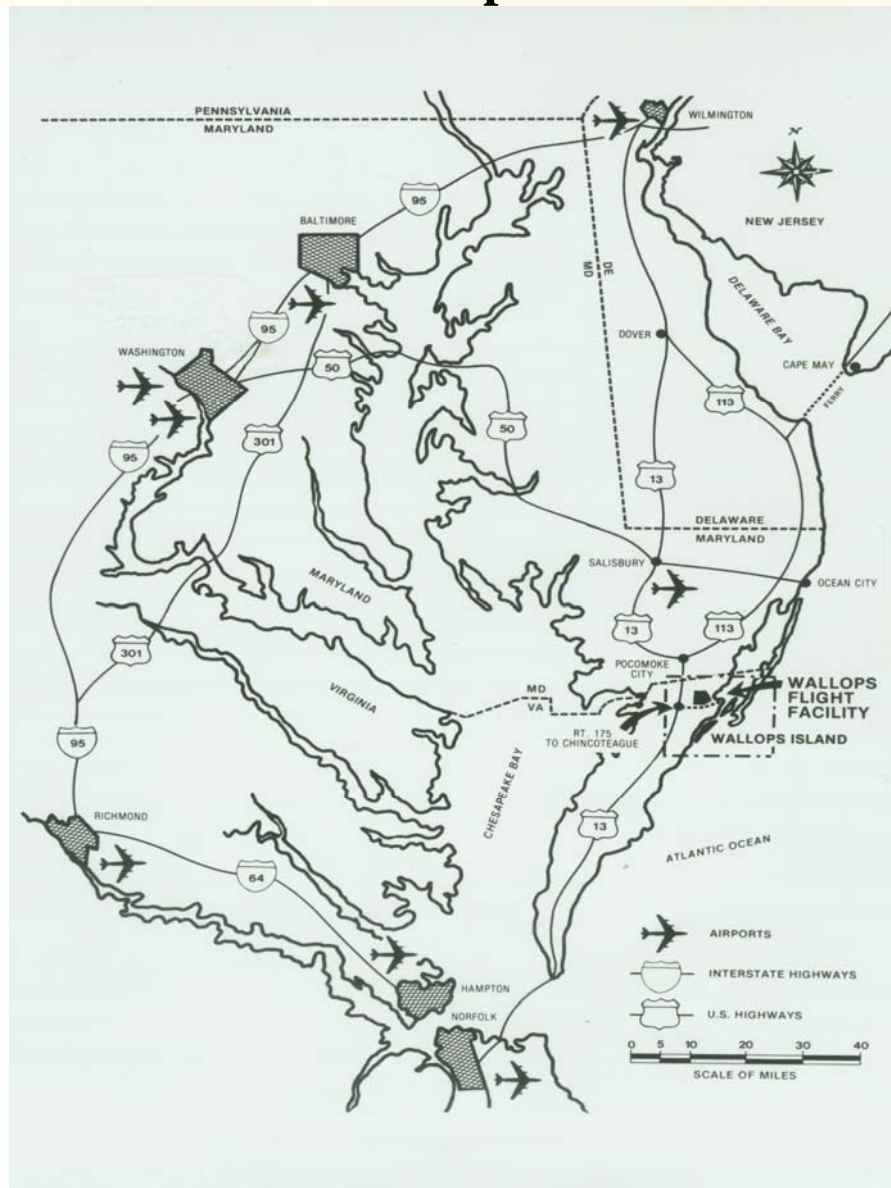 PENNSYLVANIA
MARYLAND
WILMINGTON
N
NEW JERSEY
95
BALTIMORE
DE
MD
DELAWARE BAY
95
DOVER
WASHINGTON
50
CAPE MAY
FERRY
113
301
50
95
13
DELAWARE
MARYLAND
SALISBURY
OCEAN CITY
MARYLAND
13
113
301
POCOMOKE
CITY
VIRGINIA
MD
VA
WALLOPS
FLIGHT
FACILITY
RT. 175
TO CHINCOTEAGUE
WALLOPS ISLAND
95
CHESAPEAKE BAY
RICHMOND
13
ATLANTIC OCEAN
64
AIRPORTS
INTERSTATE HIGHWAYS
HAMPTON
NORFOLK
U.S. HIGHWAYS
0 5 10 20 30 40
SCALE OF MILES